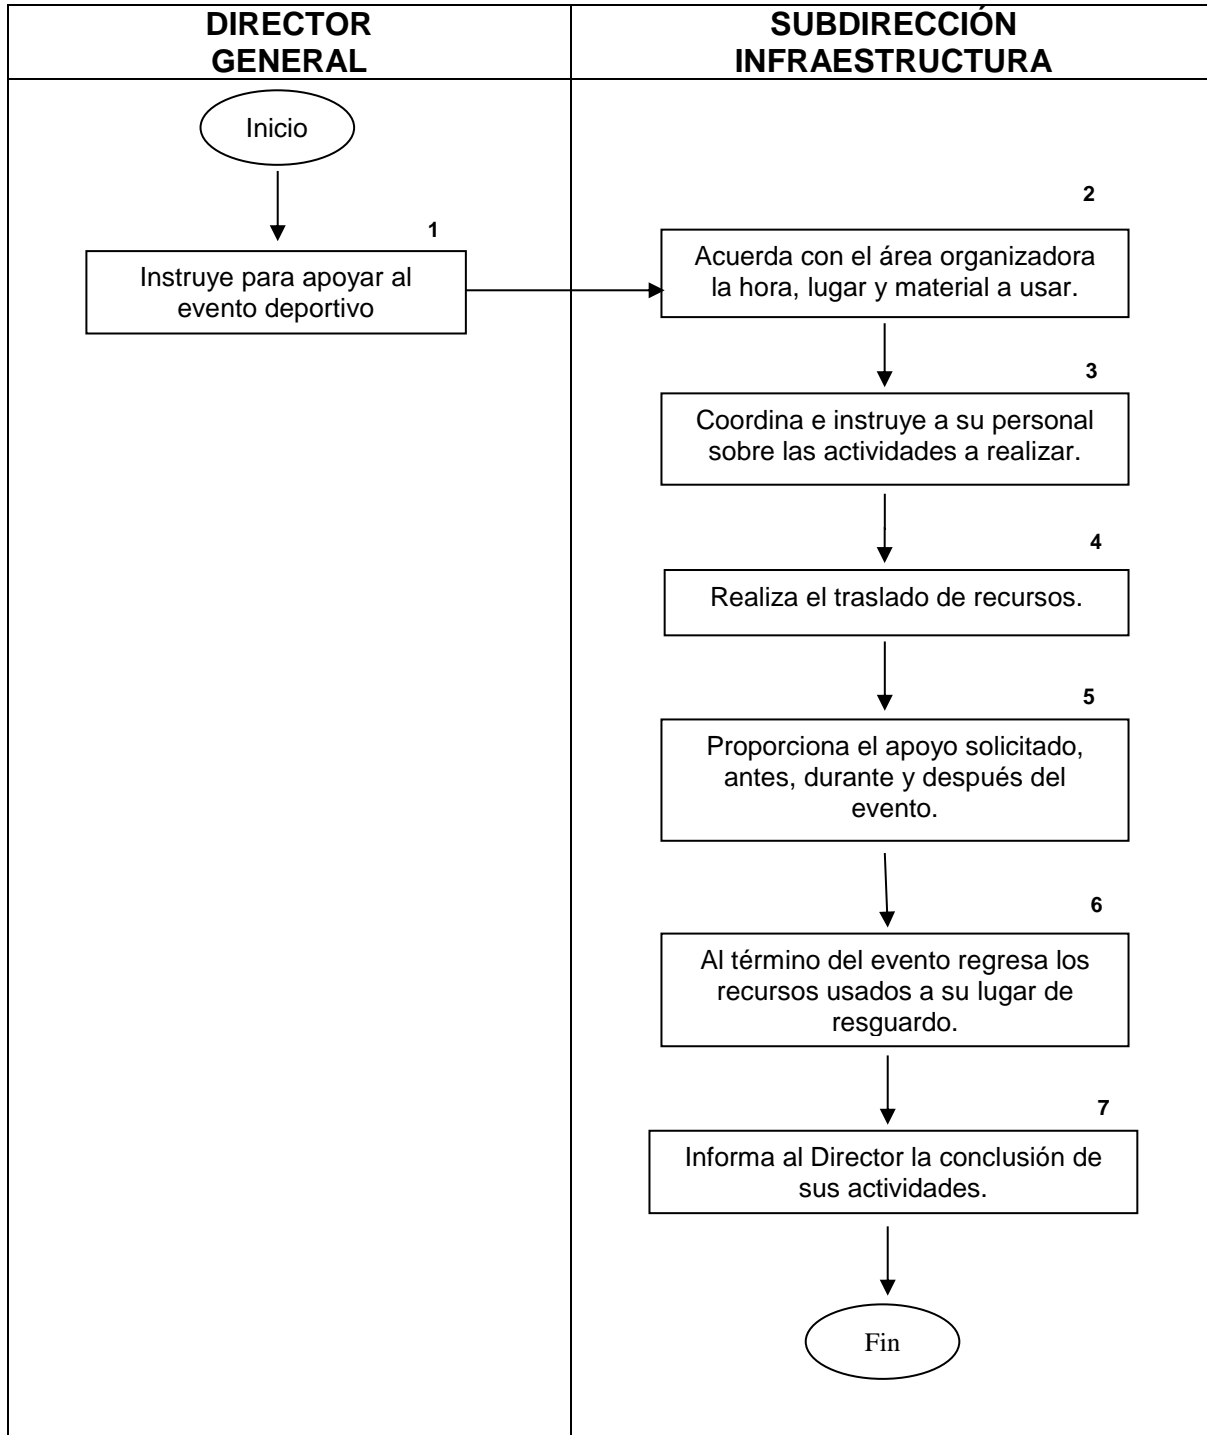 DIRECTOR
GENERAL
SUBDIRECCIÓN
INFRAESTRUCTURA
Inicio
1
Instruye para apoyar al
evento deportivo
2
Acuerda con el área organizadora
la hora, lugar y material a usar.
3
Coordina e instruye a su personal
sobre las actividades a realizar.
4
Realiza el traslado de recursos.
5
Proporciona el apoyo solicitado,
antes, durante y después del
evento.
6
Al término del evento regresa los
recursos usados a su lugar de
resguardo.
7
Informa al Director la conclusión de
sus actividades.
Fin